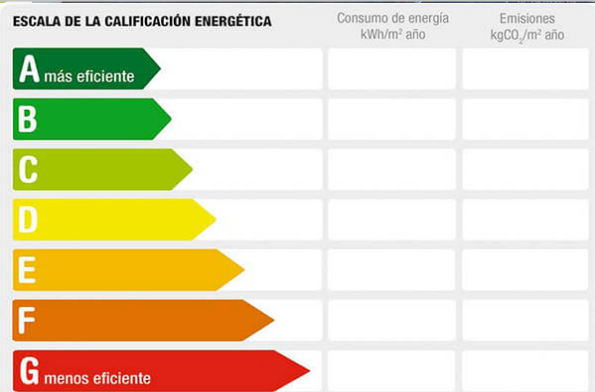 ESCALA DE LA CALIFICACIÓN ENERGÉTICA
Consumo de energía
kWh/m² año
Emisiones
kgCO₂/m² año
A más eficiente
B
C
D
E
F
G menos eficiente